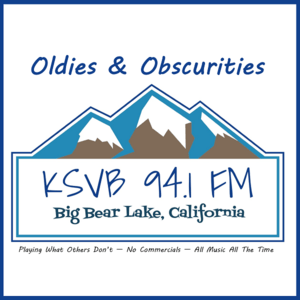 Oldies & Obscurities
KSVB 94.1 FM
Big Bear Lake, California
Playing What Others Don't — No Commercials — All Music All The Time